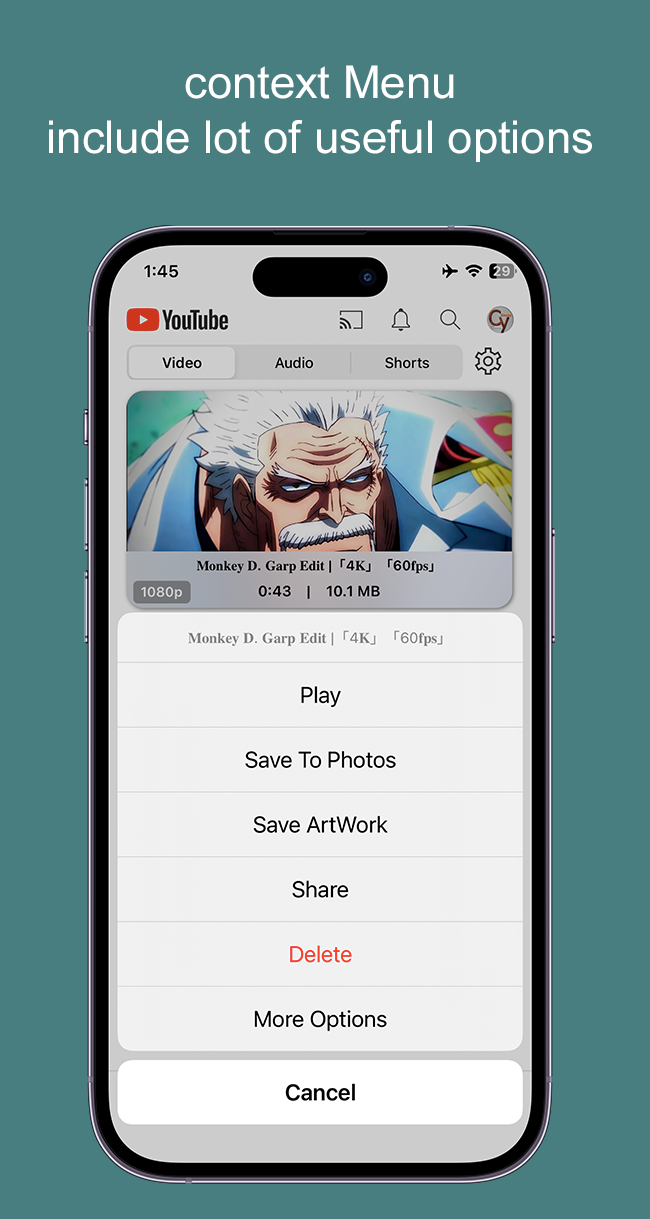 context Menu
include lot of useful options
1:45
29
YouTube
Cy
Video Audio Shorts
Monkey D. Garp Edit |「4K」「60fps」
1080p 0:43 | 10.1 MB
Monkey D. Garp Edit |「4K」「60fps」
Play
Save To Photos
Save ArtWork
Share
Delete
More Options
Cancel